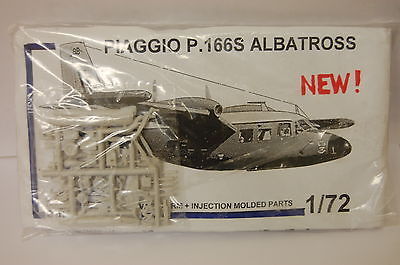 PIAGGIO P.166S ALBATROSS
NEW!
+ INJECTION MOLDED PARTS
1/72